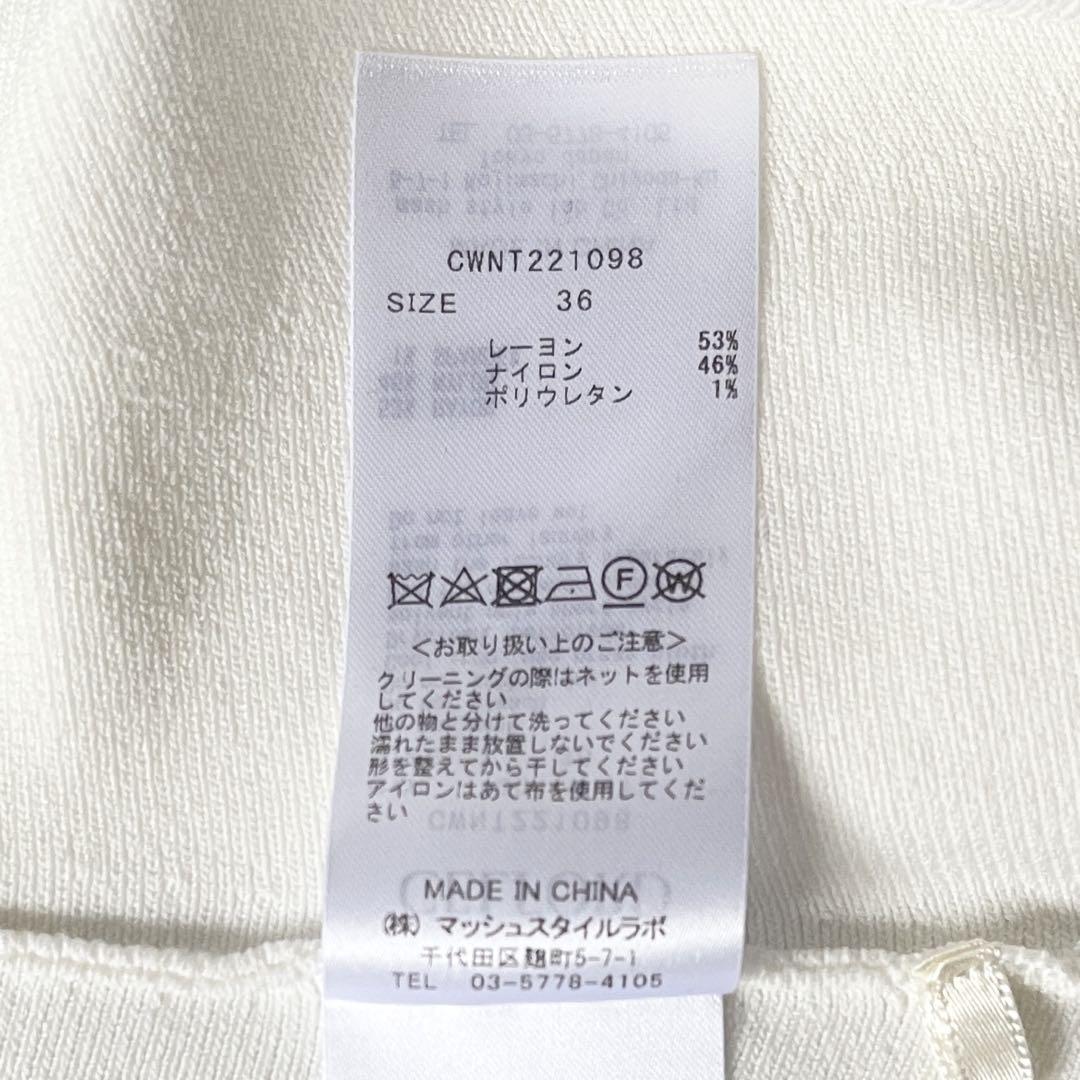 CWNT221098
SIZE 36
レーヨン 53%
ナイロン 46%
ポリウレタン 1%
F
W
<お取り扱い上のご注意>
クリーニングの際はネットを使用
してください
他の物と分けて洗ってください
濡れたまま放置しないでください
形を整えてから干してください
アイロンはあて布を使用してくだ
さい
MADE IN CHINA
㈱ マッシュスタイルラボ
千代田区麹町5-7-1
TEL 03-5778-4105